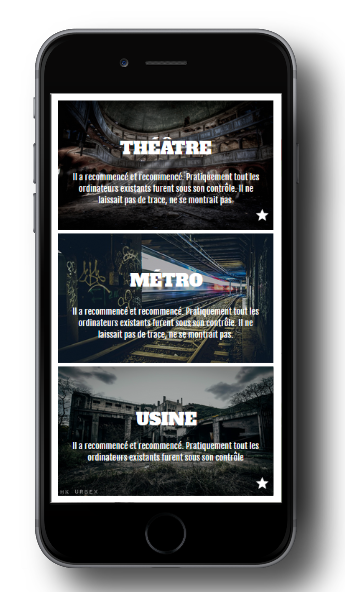 THÉÂTRE
Il a recommencé et recommencé. Pratiquement tout les
ordinateurs existants furent sous son contrôle. Il ne
laissait pas de trace, ne se montrait pas.
MÉTRO
Il a recommencé et recommencé. Pratiquement tout les
ordinateurs existants furent sous son contrôle. Il ne
laissait pas de trace, ne se montrait pas.
USINE
Il a recommencé et recommencé. Pratiquement tout les
ordinateurs existants furent sous son contrôle
URBEX